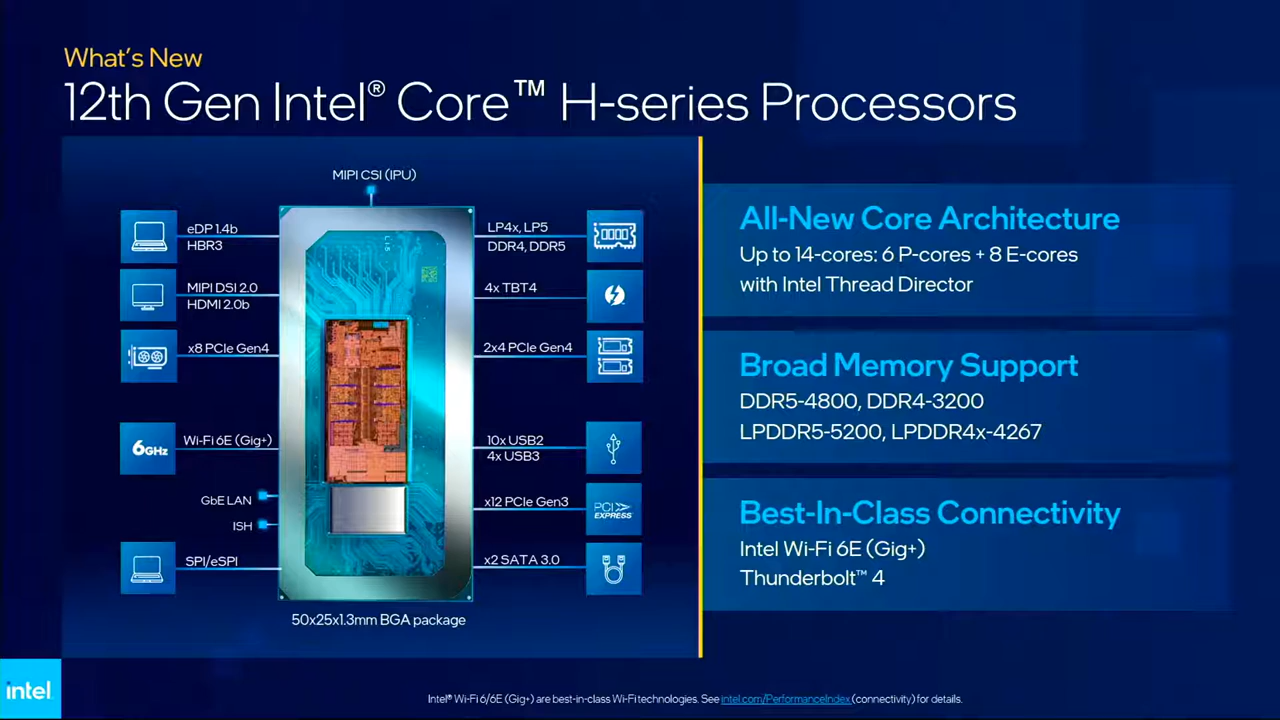 What's New
12th Gen Intel® Core™ H-series Processors
MIPI CSI (IPU)
eDP 1.4b
HBR3
MIPI DSI 2.0
HDMI 2.0b
x8 PCIe Gen4
6GHz
Wi-Fi 6E (Gig+)
GbE LAN
ISH
SPI/eSPI
LP4x, LP5
DDR4, DDR5
4x TBT4
2x4 PCIe Gen4
10x USB2
4x USB3
x12 PCIe Gen3
PCI
EXPRESS
x2 SATA 3.0
50x25x1.3mm BGA package
All-New Core Architecture
Up to 14-cores: 6 P-cores + 8 E-cores
with Intel Thread Director
Broad Memory Support
DDR5-4800, DDR4-3200
LPDDR5-5200, LPDDR4x-4267
Best-In-Class Connectivity
Intel Wi-Fi 6E (Gig+)
Thunderbolt™ 4
intel.
Intel® Wi-Fi 6/6E (Gig+) are best-in-class Wi-Fi technologies. See intel.com/PerformanceIndex (connectivity) for details.